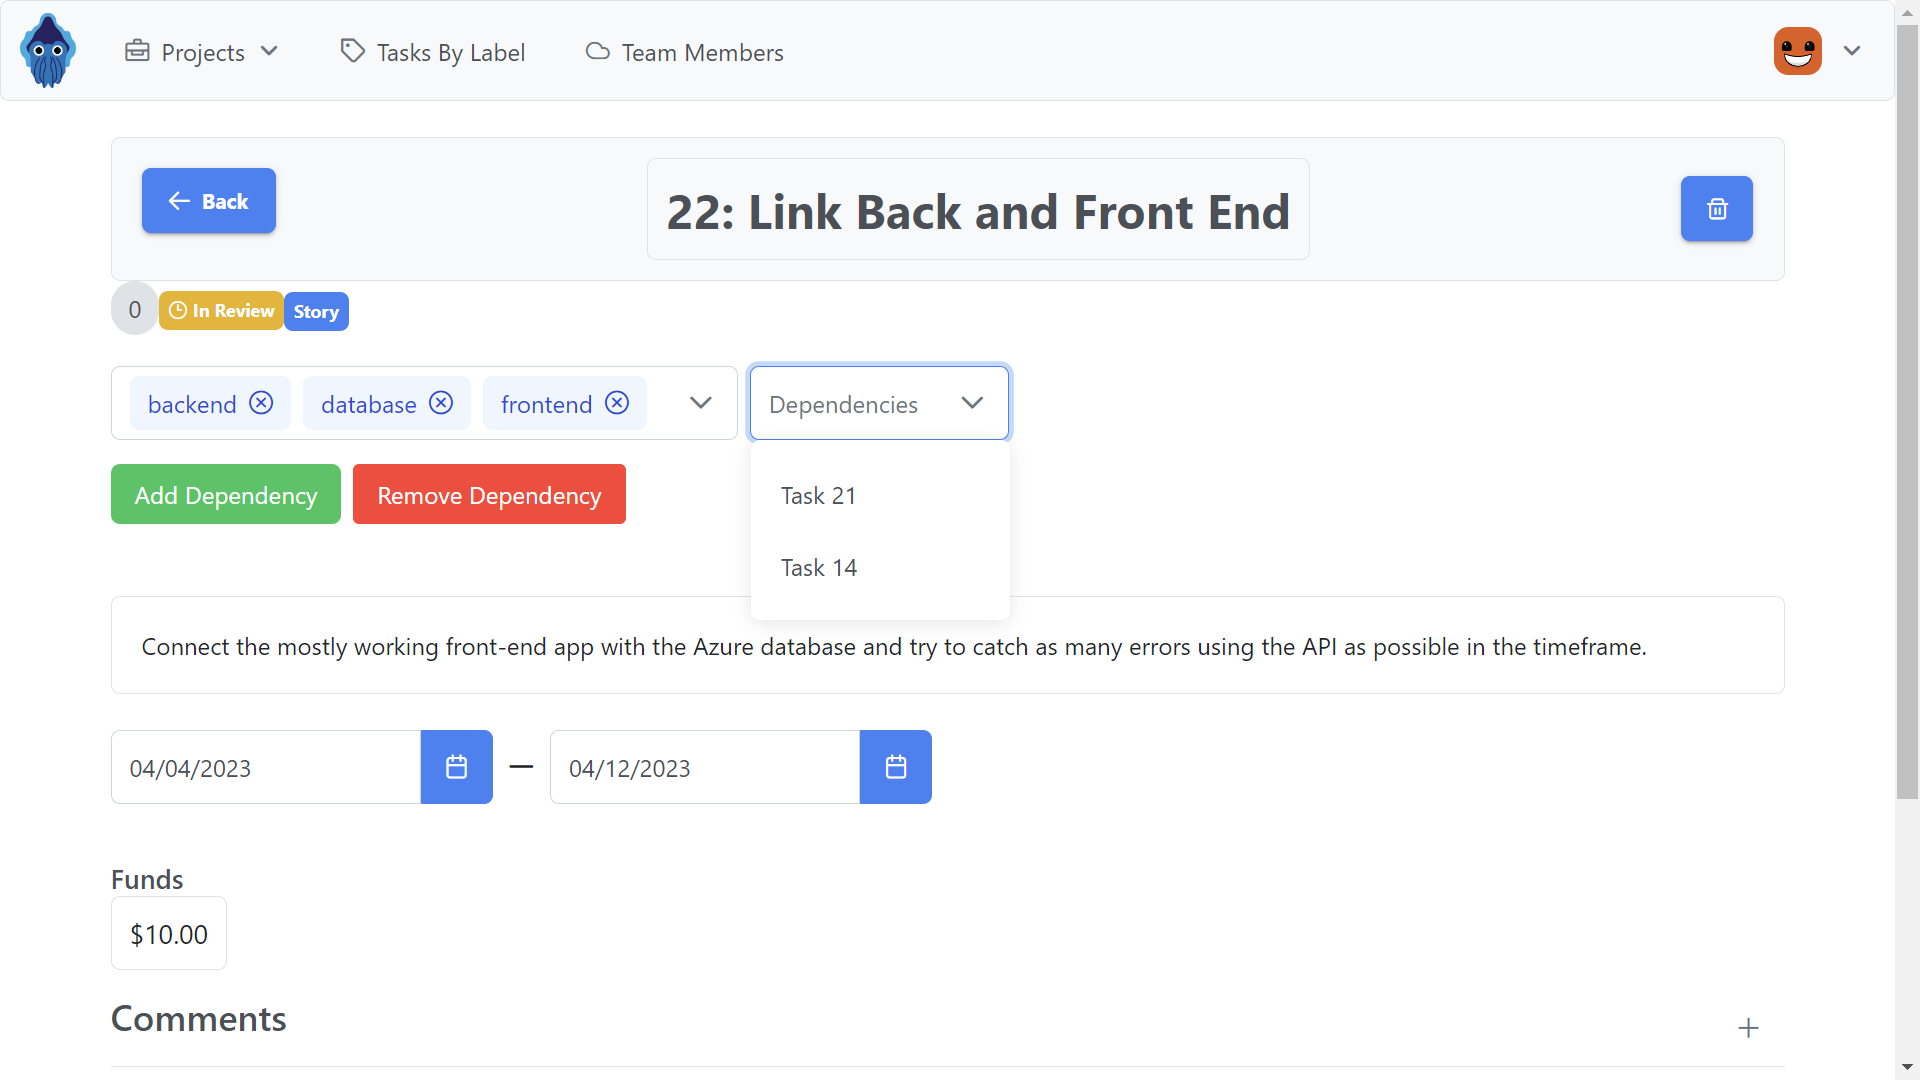 Projects Tasks By Label Team Members
Back
22: Link Back and Front End
0 In Review Story
backend database frontend Dependencies
Add Dependency Remove Dependency
Task 21
Task 14
Connect the mostly working front-end app with the Azure database and try to catch as many errors using the API as possible in the timeframe.
04/04/2023 — 04/12/2023
Funds
$10.00
Comments